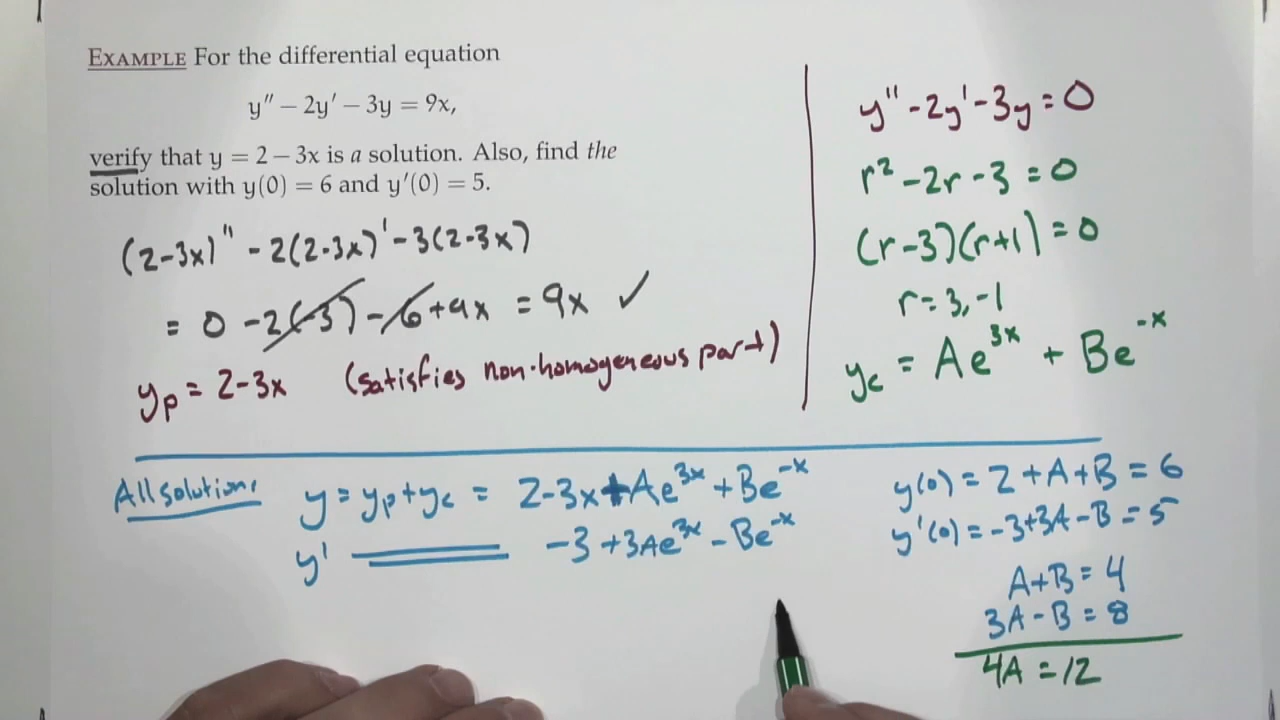 EXAMPLE For the differential equation
y″ − 2y′ − 3y = 9x,
verify that y = 2 − 3x is a solution. Also, find the
solution with y(0) = 6 and y′(0) = 5.
(2-3x)" - 2(2-3x)' - 3(2-3x)
= 0 - 2(-3) - 6 + 9x = 9x ✓
yp = 2-3x (satisfies non-homogeneous part)
y" - 2y' - 3y = 0
r² - 2r - 3 = 0
(r-3)(r+1) = 0
r = 3, -1
yc = Ae^{3x} + Be^{-x}
All solutions y = yp + yc = 2-3x + Ae^{3x} + Be^{-x}
y' = -3 + 3Ae^{3x} - Be^{-x}
y(0) = 2 + A + B = 6
y'(0) = -3 + 3A - B = 5
A + B = 4
3A - B = 8
4A = 12